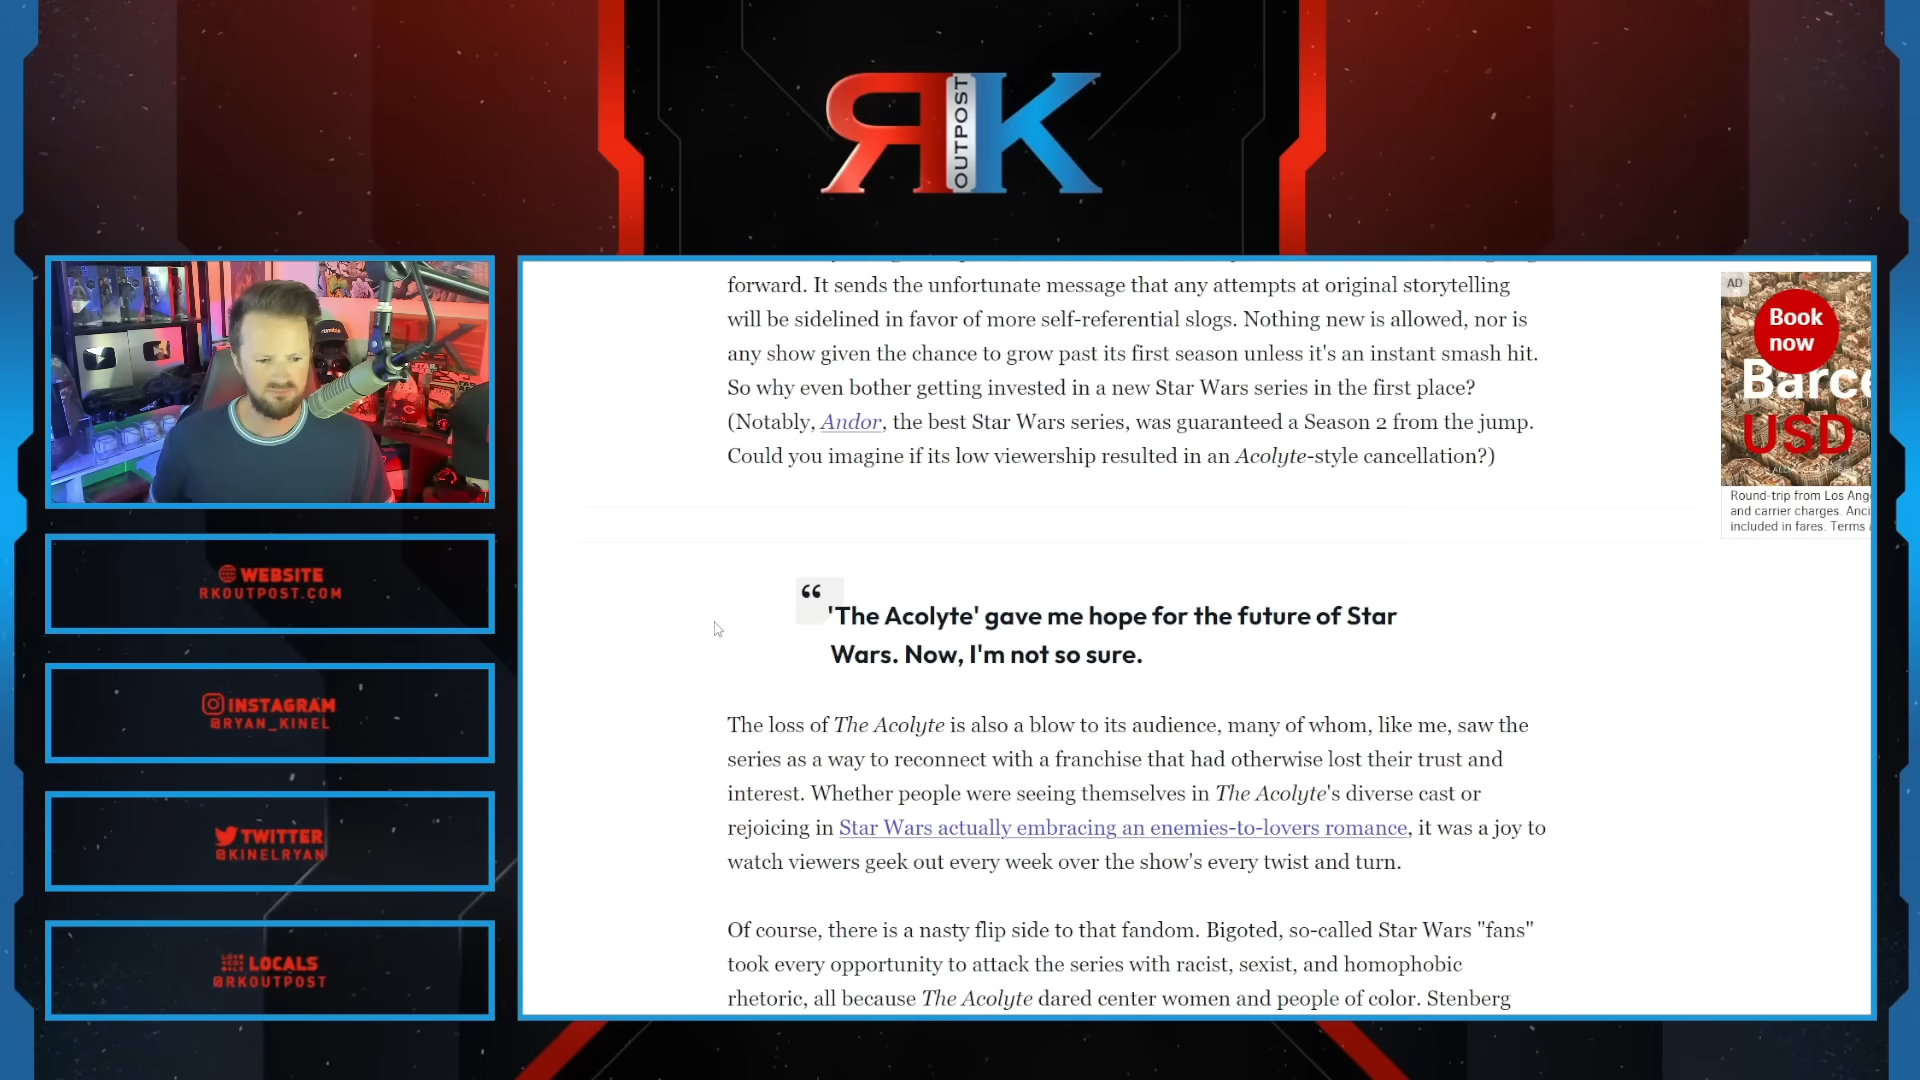 RK
OUTPOST
WEBSITE
RKOUTPOST.COM
INSTAGRAM
@RYAN_KINEL
TWITTER
@KINELRYAN
LOCALS
@RKOUTPOST
forward. It sends the unfortunate message that any attempts at original storytelling
will be sidelined in favor of more self-referential slogs. Nothing new is allowed, nor is
any show given the chance to grow past its first season unless it's an instant smash hit.
So why even bother getting invested in a new Star Wars series in the first place?
(Notably, Andor, the best Star Wars series, was guaranteed a Season 2 from the jump.
Could you imagine if its low viewership resulted in an Acolyte-style cancellation?)
“
'The Acolyte' gave me hope for the future of Star
Wars. Now, I'm not so sure.
The loss of The Acolyte is also a blow to its audience, many of whom, like me, saw the
series as a way to reconnect with a franchise that had otherwise lost their trust and
interest. Whether people were seeing themselves in The Acolyte's diverse cast or
rejoicing in Star Wars actually embracing an enemies-to-lovers romance, it was a joy to
watch viewers geek out every week over the show's every twist and turn.
Of course, there is a nasty flip side to that fandom. Bigoted, so-called Star Wars "fans"
took every opportunity to attack the series with racist, sexist, and homophobic
rhetoric, all because The Acolyte dared center women and people of color. Stenberg
AD
Book
now
Barce
USD
Round-trip from Los Ang
and carrier charges. Anci
included in fares. Terms